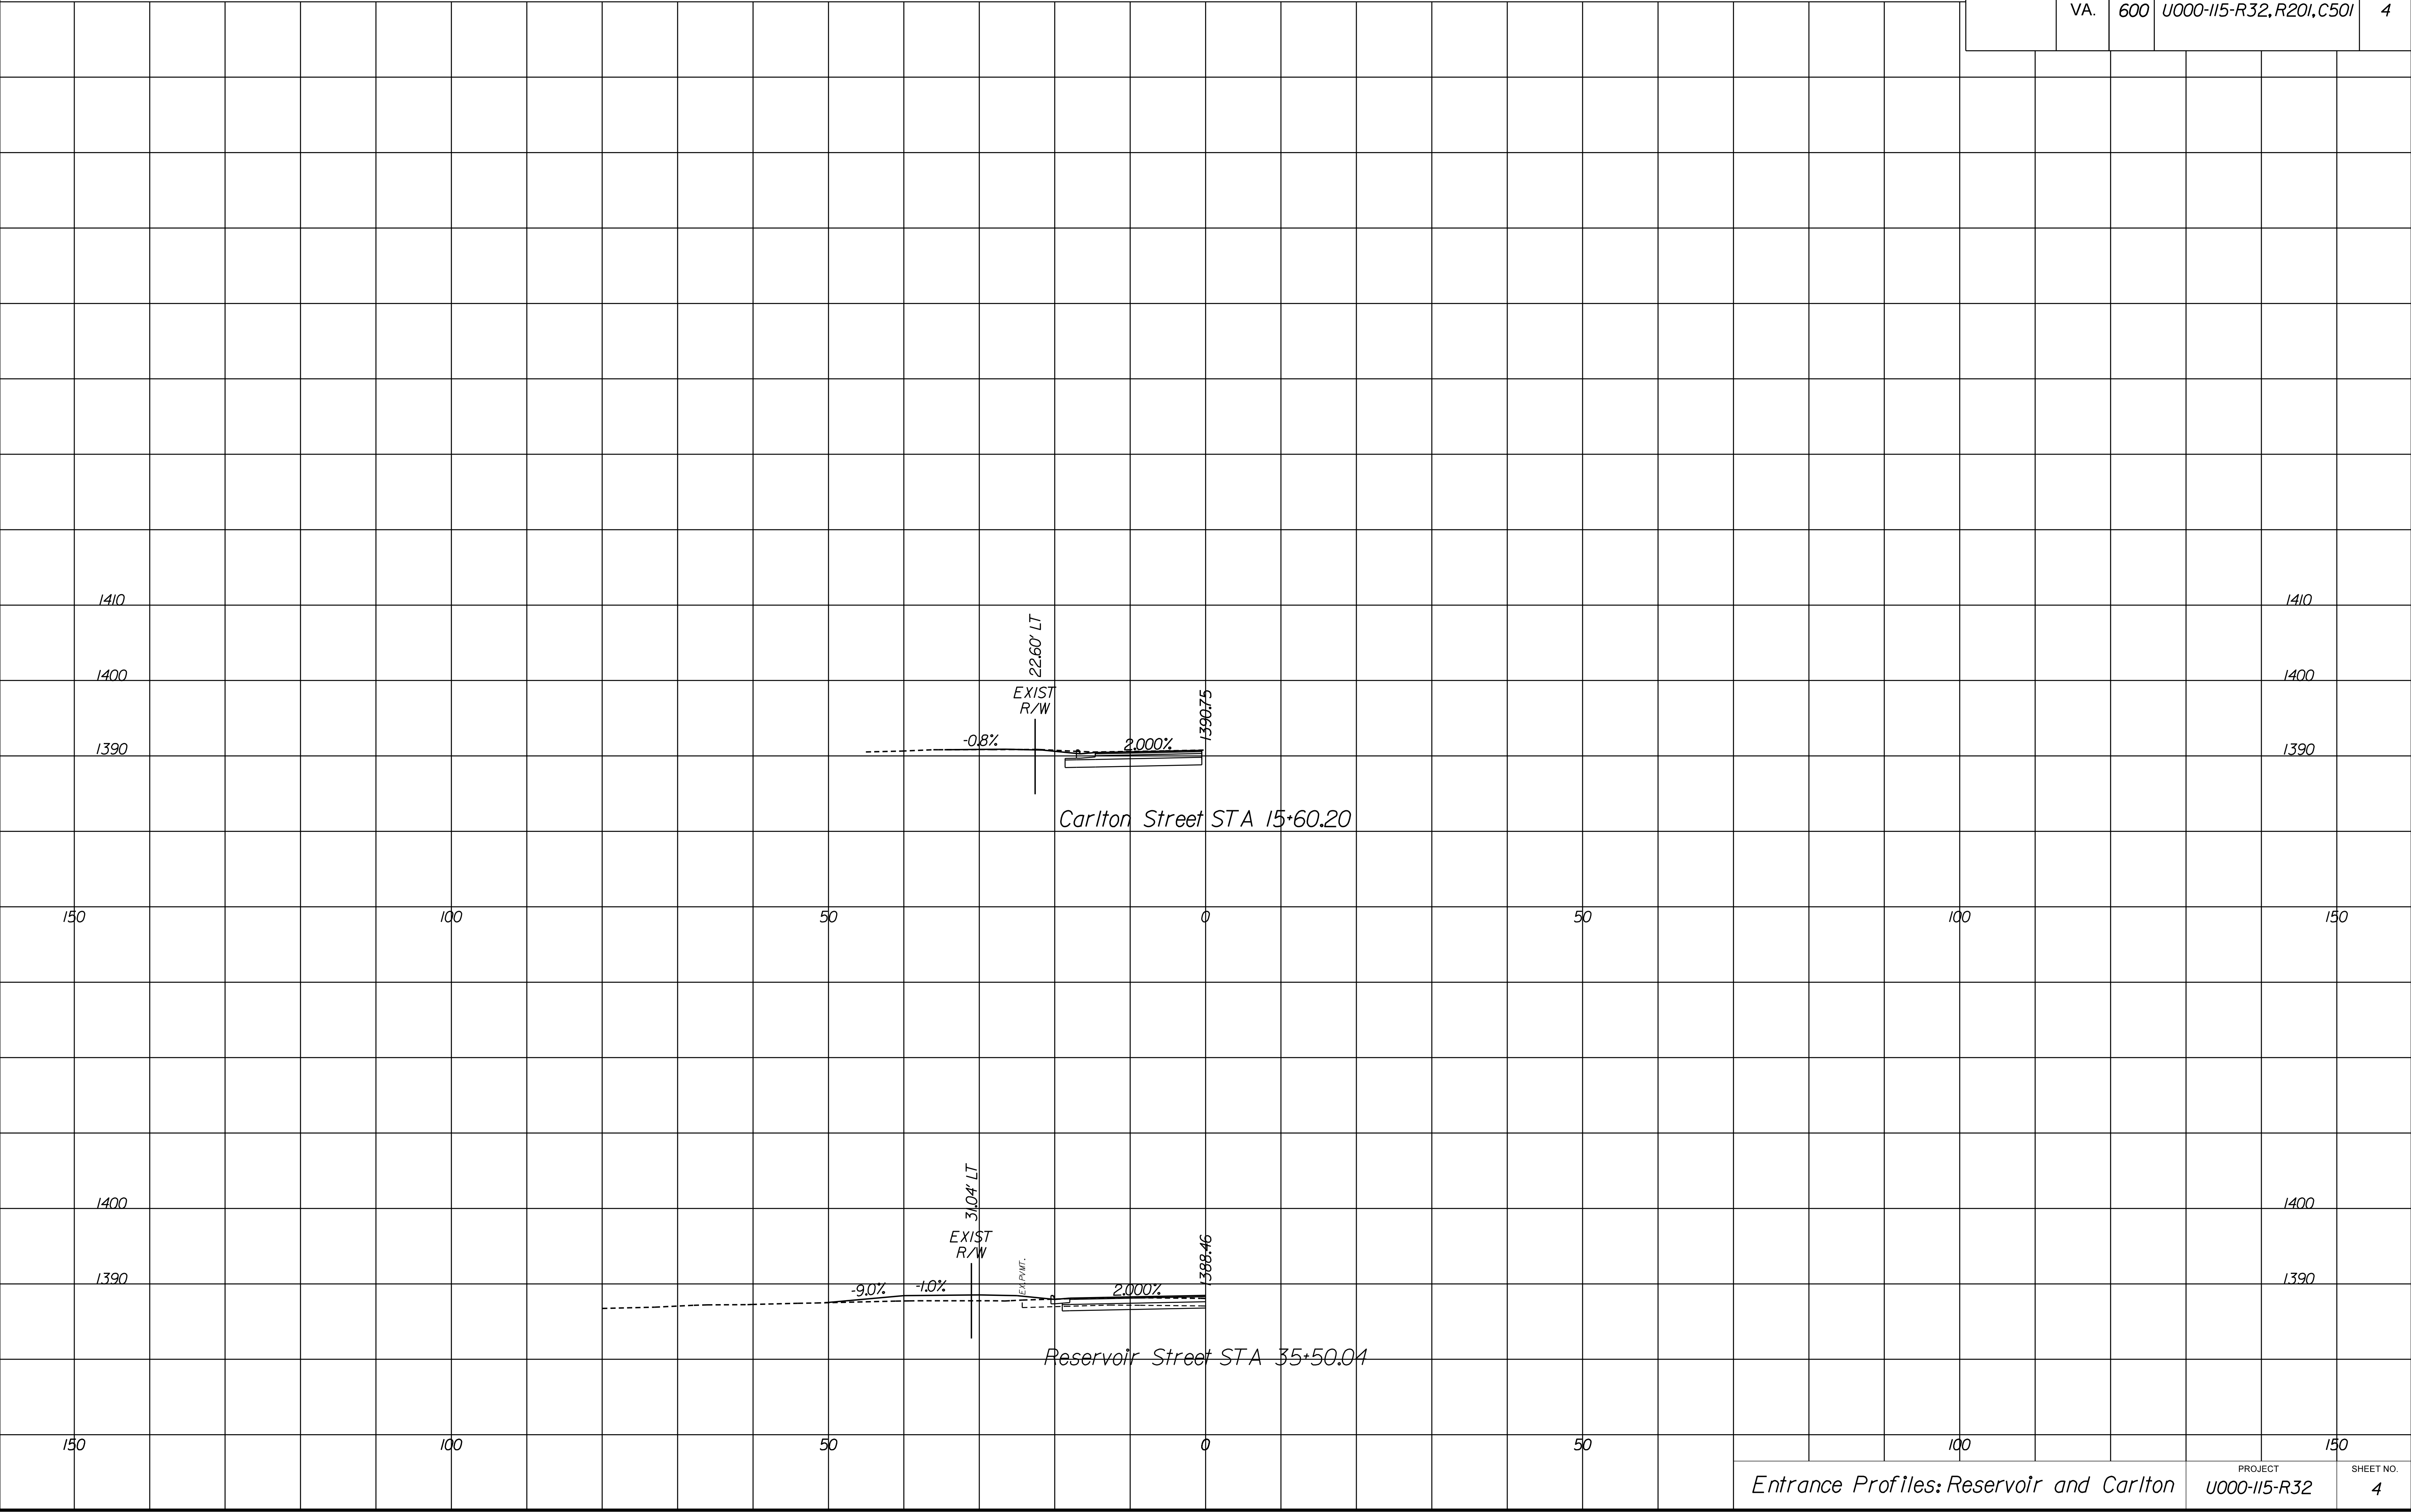 VA. 600 U000-115-R32, R201, C501 4
1410 1410
22.60' LT
1400 1400
EXIST
R/W
1390.75
1390 -0.8% 2.000% 1390
Carlton Street STA 15+60.20
150 100 50 0 50 100 150
31.04' LT
1400 1400
EXIST
R/W
EX.PVMT.
1388.46
1390 -9.0% -1.0% 2.000% 1390
Reservoir Street STA 35+50.04
150 100 50 0 50 100 150
Entrance Profiles: Reservoir and Carlton
PROJECT
U000-115-R32
SHEET NO.
4